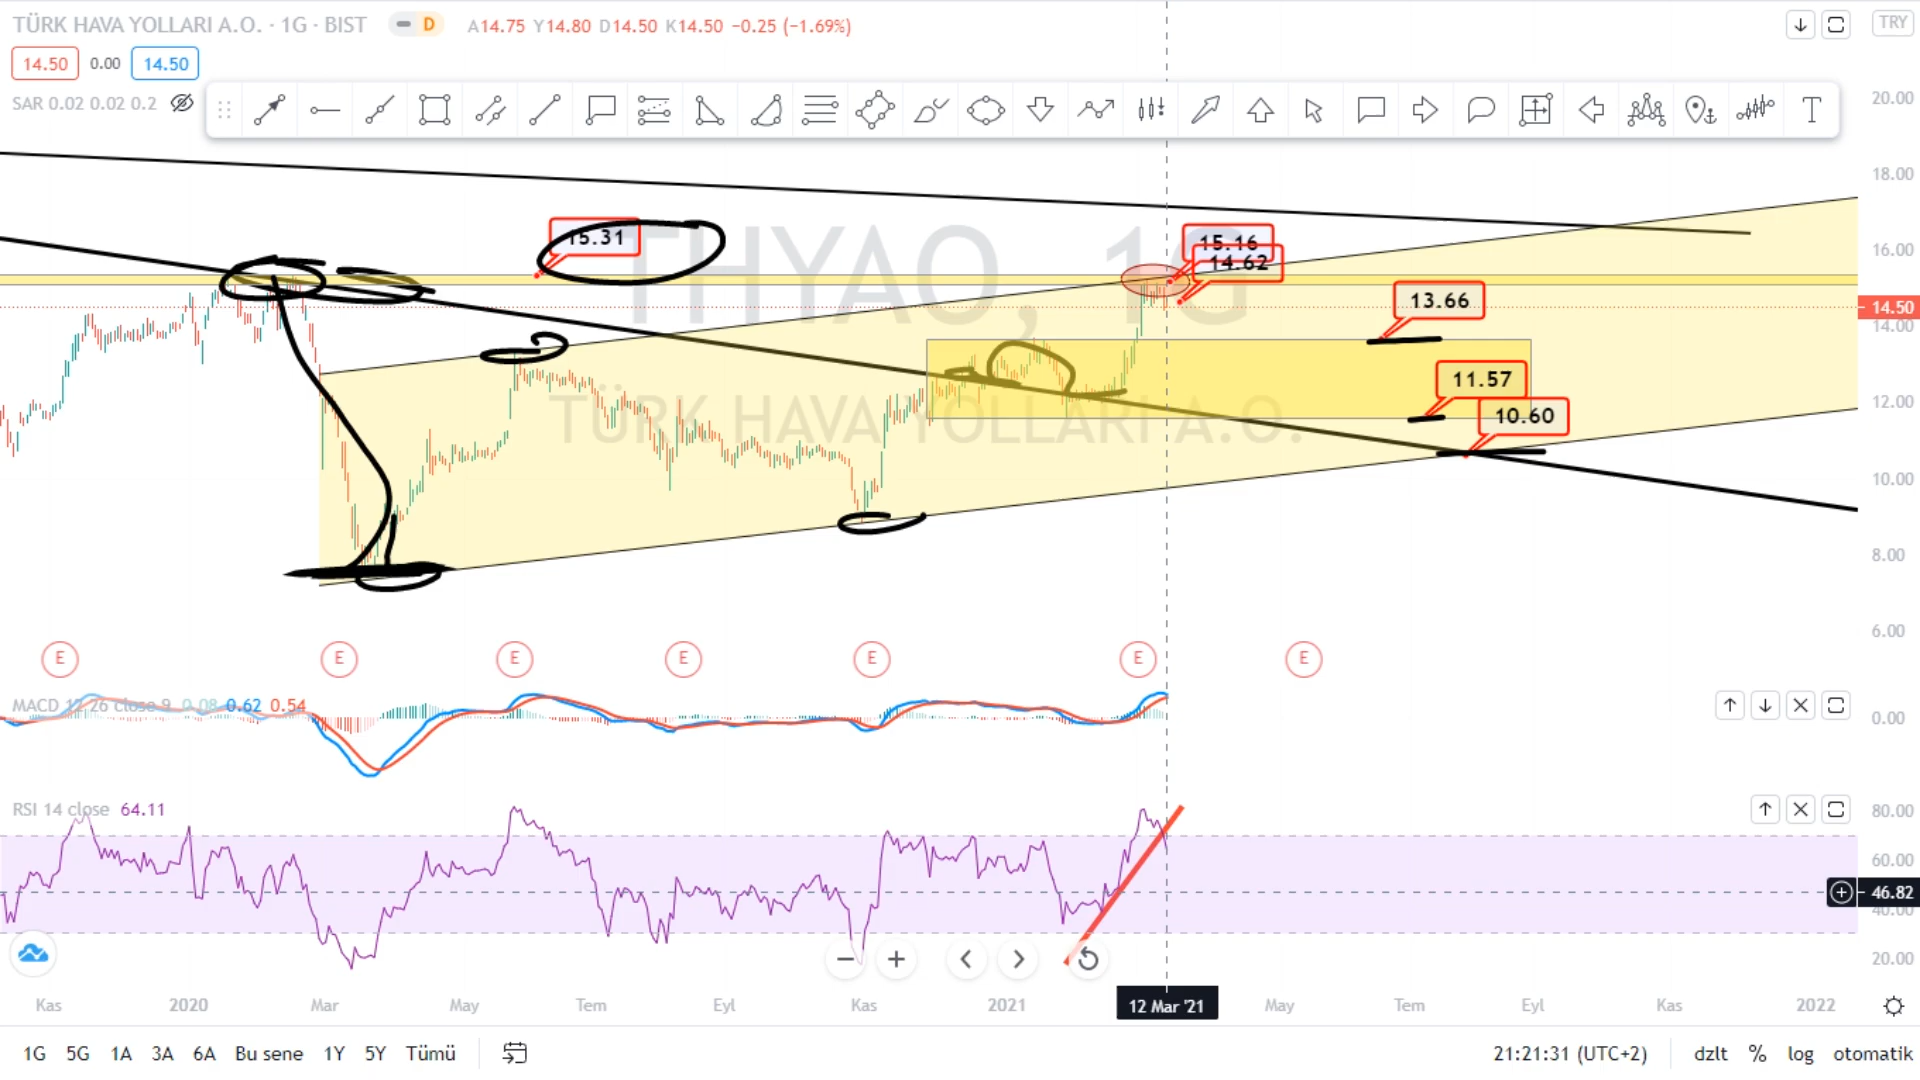 TÜRK HAVA YOLLARI A.O. · 1G · BIST D A14.75 Y14.80 D14.50 K14.50 −0.25 (−1.69%) TRY
14.50 0.00 14.50
SAR 0.02 0.02 0.2
T
20.00
18.00
16.00
14.50
14.00
12.00
10.00
8.00
6.00
THYAO, 1G
TÜRK HAVA YOLLARI A.O.
15.31
15.16
14.62
13.66
11.57
10.60
E E E E E E E
MACD 12 26 close 9 0.08 0.62 0.54
0.00
RSI 14 close 64.11
80.00
60.00
46.82
40.00
20.00
Kas 2020 Mar May Tem Eyl Kas 2021 12 Mar '21 May Tem Eyl Kas 2022
1G 5G 1A 3A 6A Bu sene 1Y 5Y Tümü 21:21:31 (UTC+2) dzlt % log otomatik